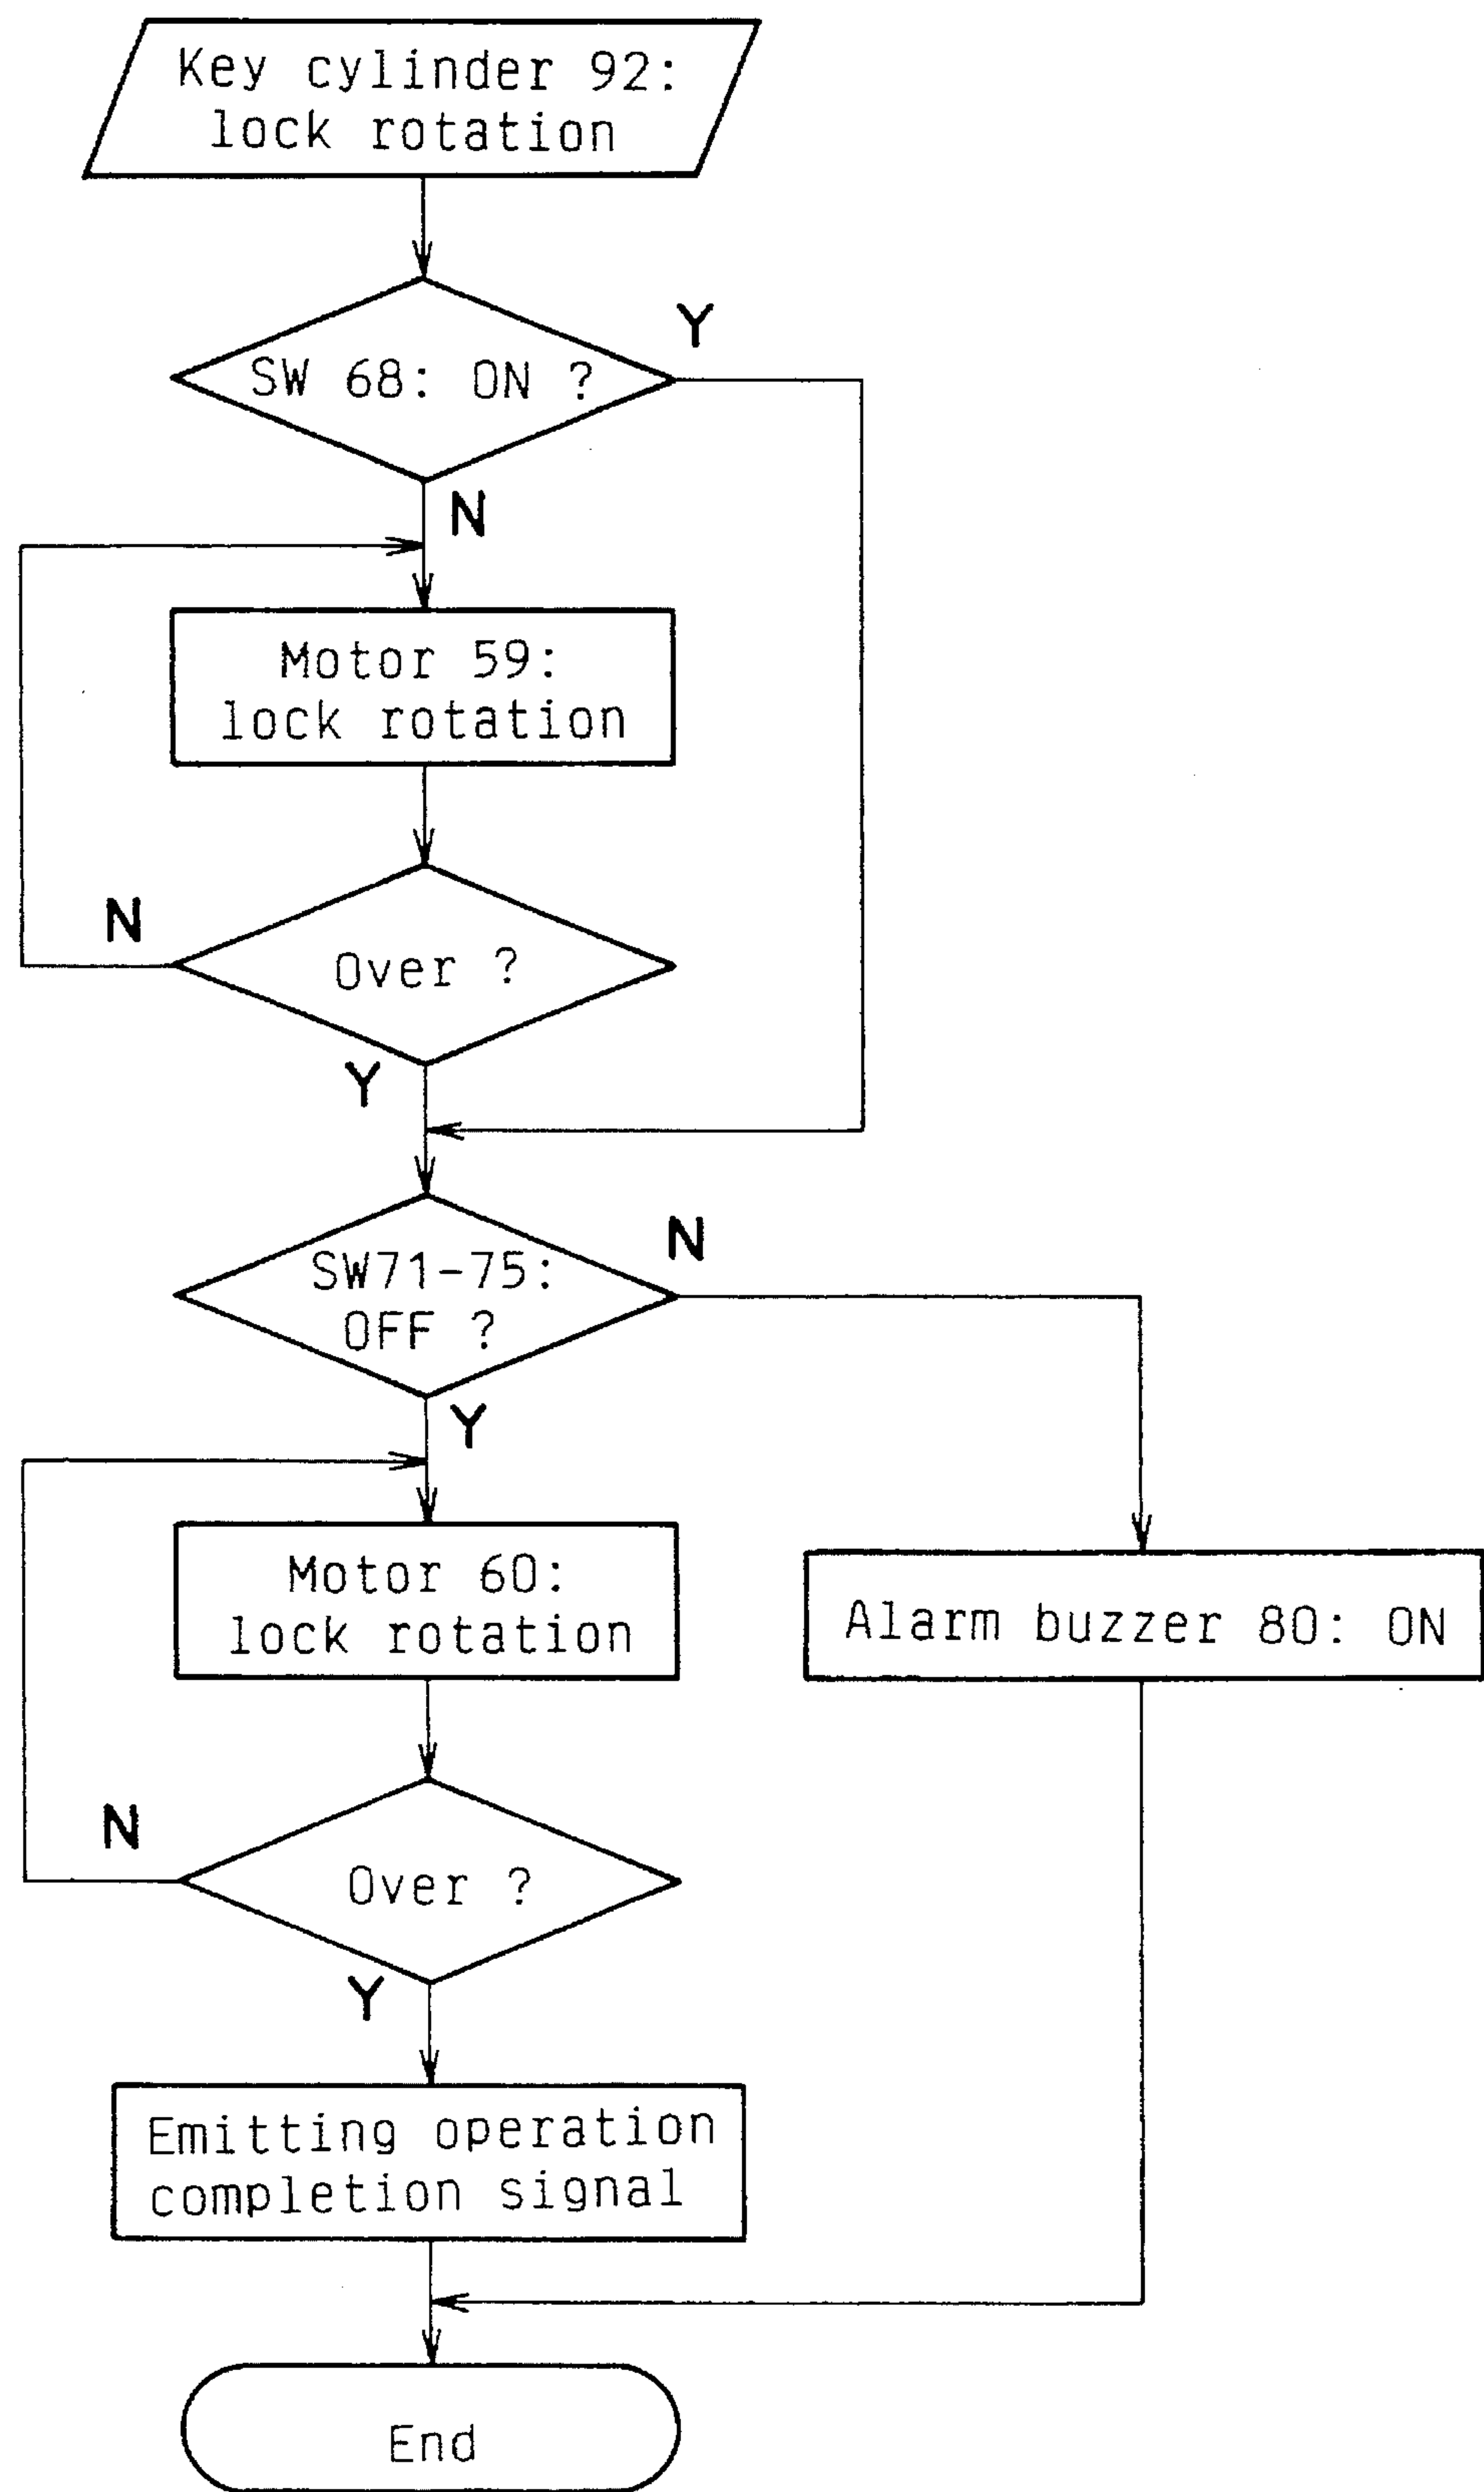 Key cylinder 92:
lock rotation
SW 68: ON ?
Y
N
Motor 59:
lock rotation
Over ?
N
Y
SW71-75:
OFF ?
N
Y
Motor 60:
lock rotation
Alarm buzzer 80: ON
Over ?
N
Y
Emitting operation
completion signal
End